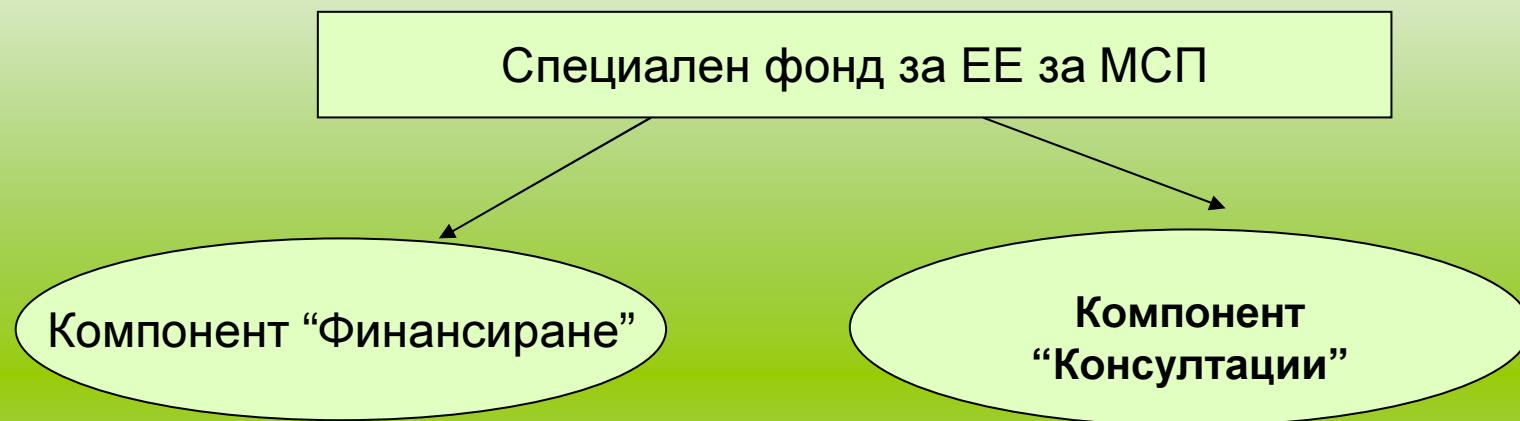 Специален фонд за ЕЕ за МСП
Компонент “Финансиране”
Компонент
“Консултации”